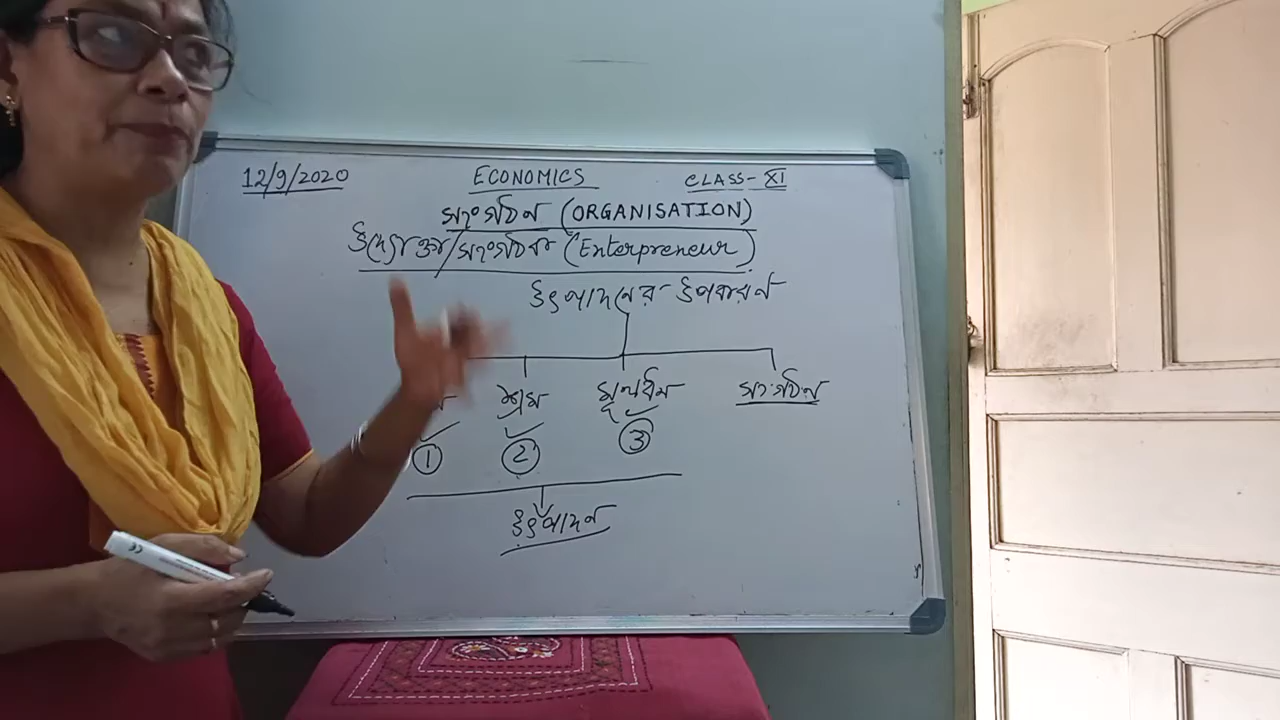 12/9/2020 ECONOMICS CLASS-XI
সংগঠন (ORGANISATION)
উদ্যোক্তা/সংগঠক (Enterpreneur)
উৎপাদনের উপকরণ
শ্রম মূলধন সংগঠন
1 2 3
উৎপাদন